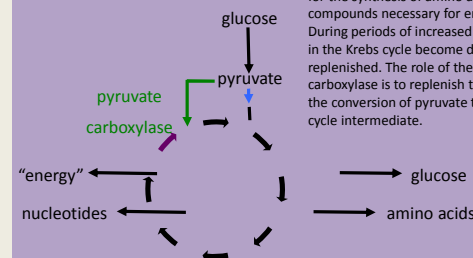 for the synthesis of amino a
compounds necessary for en
During periods of increased
in the Krebs cycle become d
replenished. The role of the
carboxylase is to replenish t
the conversion of pyruvate t
cycle intermediate.
glucose
pyruvate
pyruvate
carboxylase
"energy"
glucose
nucleotides
amino acids